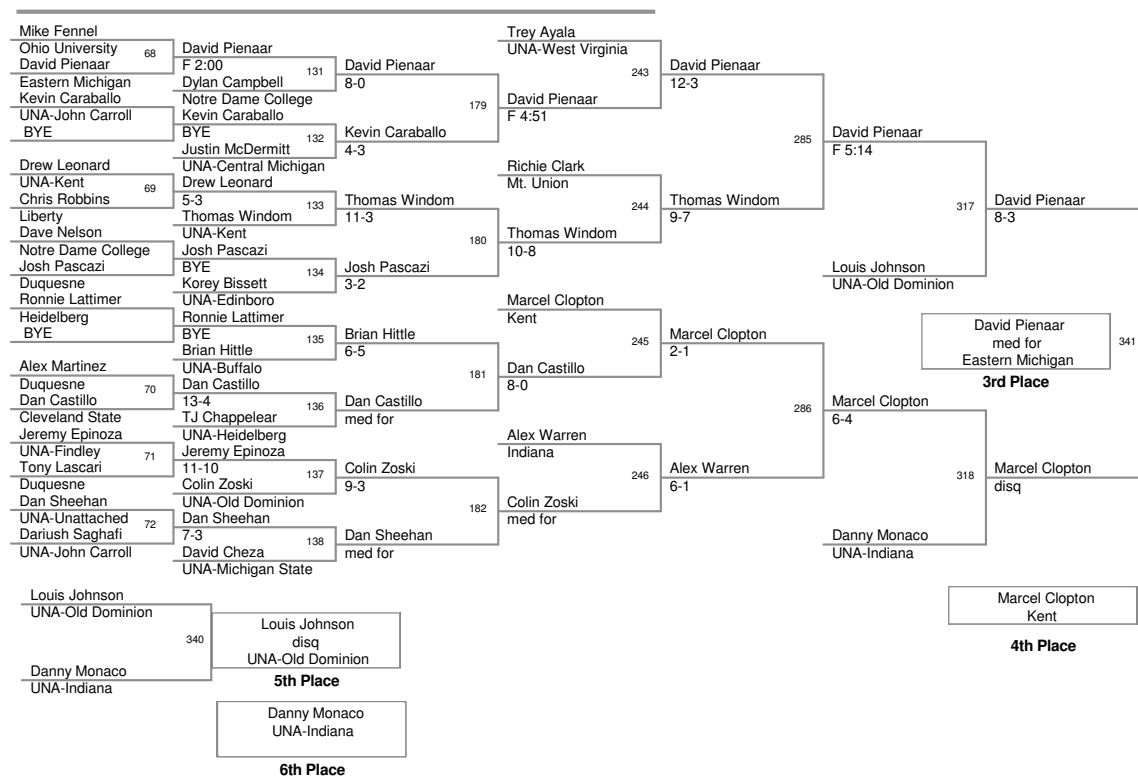 Mike Fennel
Ohio University
68
David Pienaar
Eastern Michigan
Kevin Caraballo
UNA-John Carroll
BYE
Drew Leonard
UNA-Kent
69
Chris Robbins
Liberty
Dave Nelson
Notre Dame College
Josh Pascazi
Duquesne
Ronnie Lattimer
Heidelberg
BYE
Alex Martinez
Duquesne
70
Dan Castillo
Cleveland State
Jeremy Epinoza
UNA-Findley
71
Tony Lascari
Duquesne
Dan Sheehan
UNA-Unattached
72
Dariush Saghafi
UNA-John Carroll
David Pienaar
F 2:00
131
Dylan Campbell
Notre Dame College
Kevin Caraballo
BYE
132
Justin McDermitt
UNA-Central Michigan
Drew Leonard
5-3
133
Thomas Windom
UNA-Kent
Josh Pascazi
BYE
134
Korey Bissett
UNA-Edinboro
Ronnie Lattimer
BYE
135
Brian Hittle
UNA-Buffalo
Dan Castillo
13-4
136
TJ Chappelear
UNA-Heidelberg
Jeremy Epinoza
11-10
137
Colin Zoski
UNA-Old Dominion
Dan Sheehan
7-3
138
David Cheza
UNA-Michigan State
David Pienaar
8-0
179
Kevin Caraballo
4-3
Thomas Windom
11-3
180
Josh Pascazi
3-2
Brian Hittle
6-5
181
Dan Castillo
med for
Colin Zoski
9-3
182
Dan Sheehan
med for
Trey Ayala
UNA-West Virginia
243
David Pienaar
F 4:51
Richie Clark
Mt. Union
244
Thomas Windom
10-8
Marcel Clopton
Kent
245
Dan Castillo
8-0
Alex Warren
Indiana
246
Colin Zoski
med for
David Pienaar
12-3
285
Thomas Windom
9-7
Marcel Clopton
2-1
286
Alex Warren
6-1
David Pienaar
F 5:14
317
Louis Johnson
UNA-Old Dominion
Marcel Clopton
6-4
318
Danny Monaco
UNA-Indiana
David Pienaar
8-3
David Pienaar
med for
Eastern Michigan
341
3rd Place
Marcel Clopton
disq
Marcel Clopton
Kent
4th Place
Louis Johnson
UNA-Old Dominion
340
Danny Monaco
UNA-Indiana
Louis Johnson
disq
UNA-Old Dominion
5th Place
Danny Monaco
UNA-Indiana
6th Place